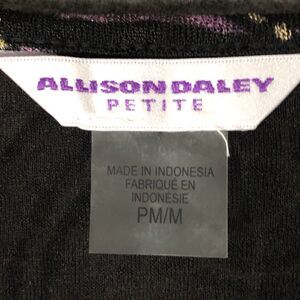 ALLISON DALEY
PETITE
MADE IN INDONESIA
FABRIQUÉ EN
INDONÉSIE
PM/M